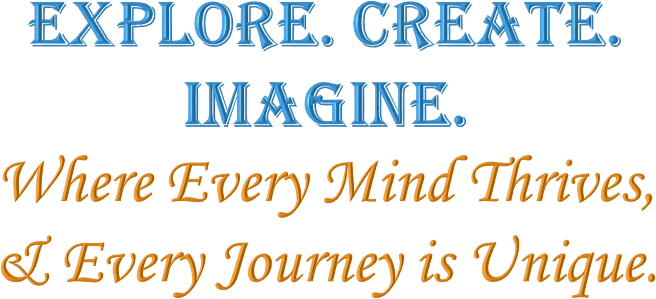 EXPLORE. CREATE.
IMAGINE.
Where Every Mind Thrives,
& Every Journey is Unique.